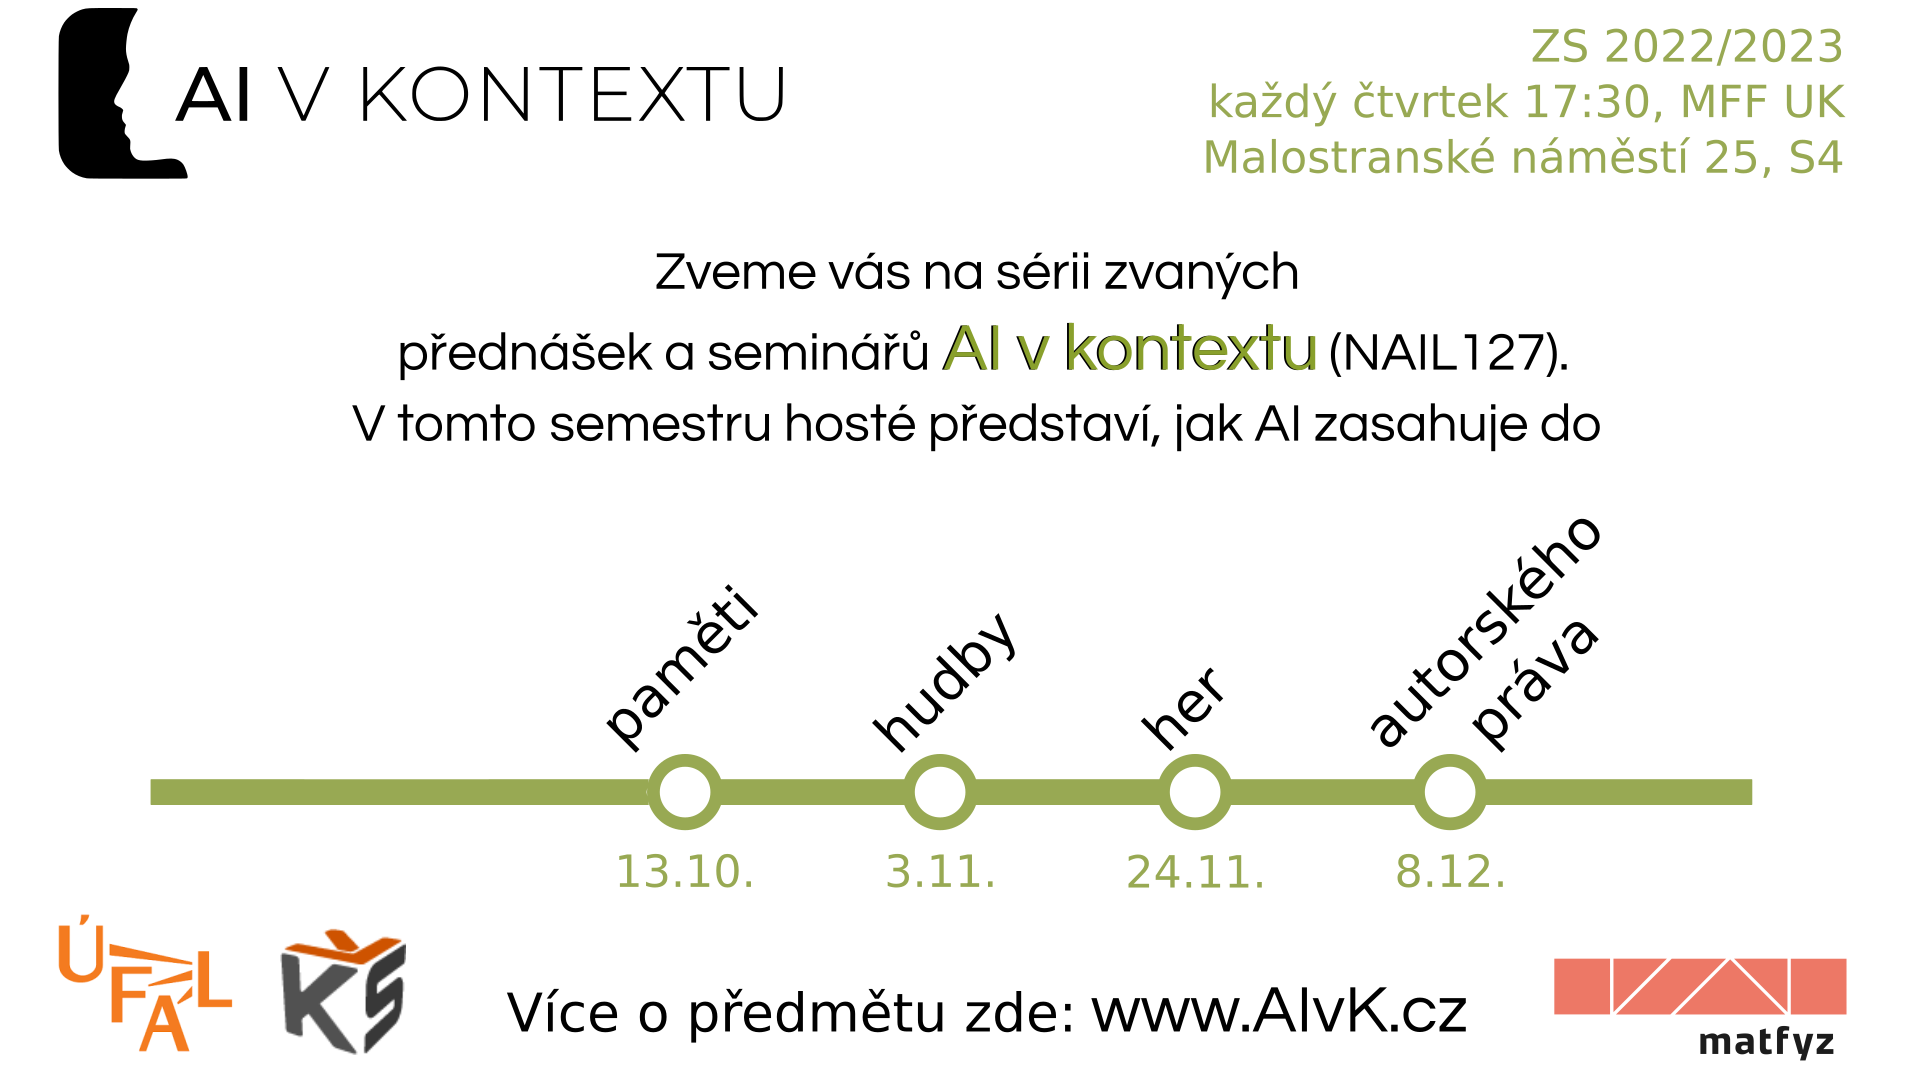 AI V KONTEXTU
ZS 2022/2023
každý čtvrtek 17:30, MFF UK
Malostranské náměstí 25, S4
Zveme vás na sérii zvaných
přednášek a seminářů AI v kontextu (NAIL127).
V tomto semestru hosté představí, jak AI zasahuje do
paměti
hudby
her
autorského
práva
13.10.
3.11.
24.11.
8.12.
ÚFAL
KŠ
Více o předmětu zde: www.AIvK.cz
matfyz